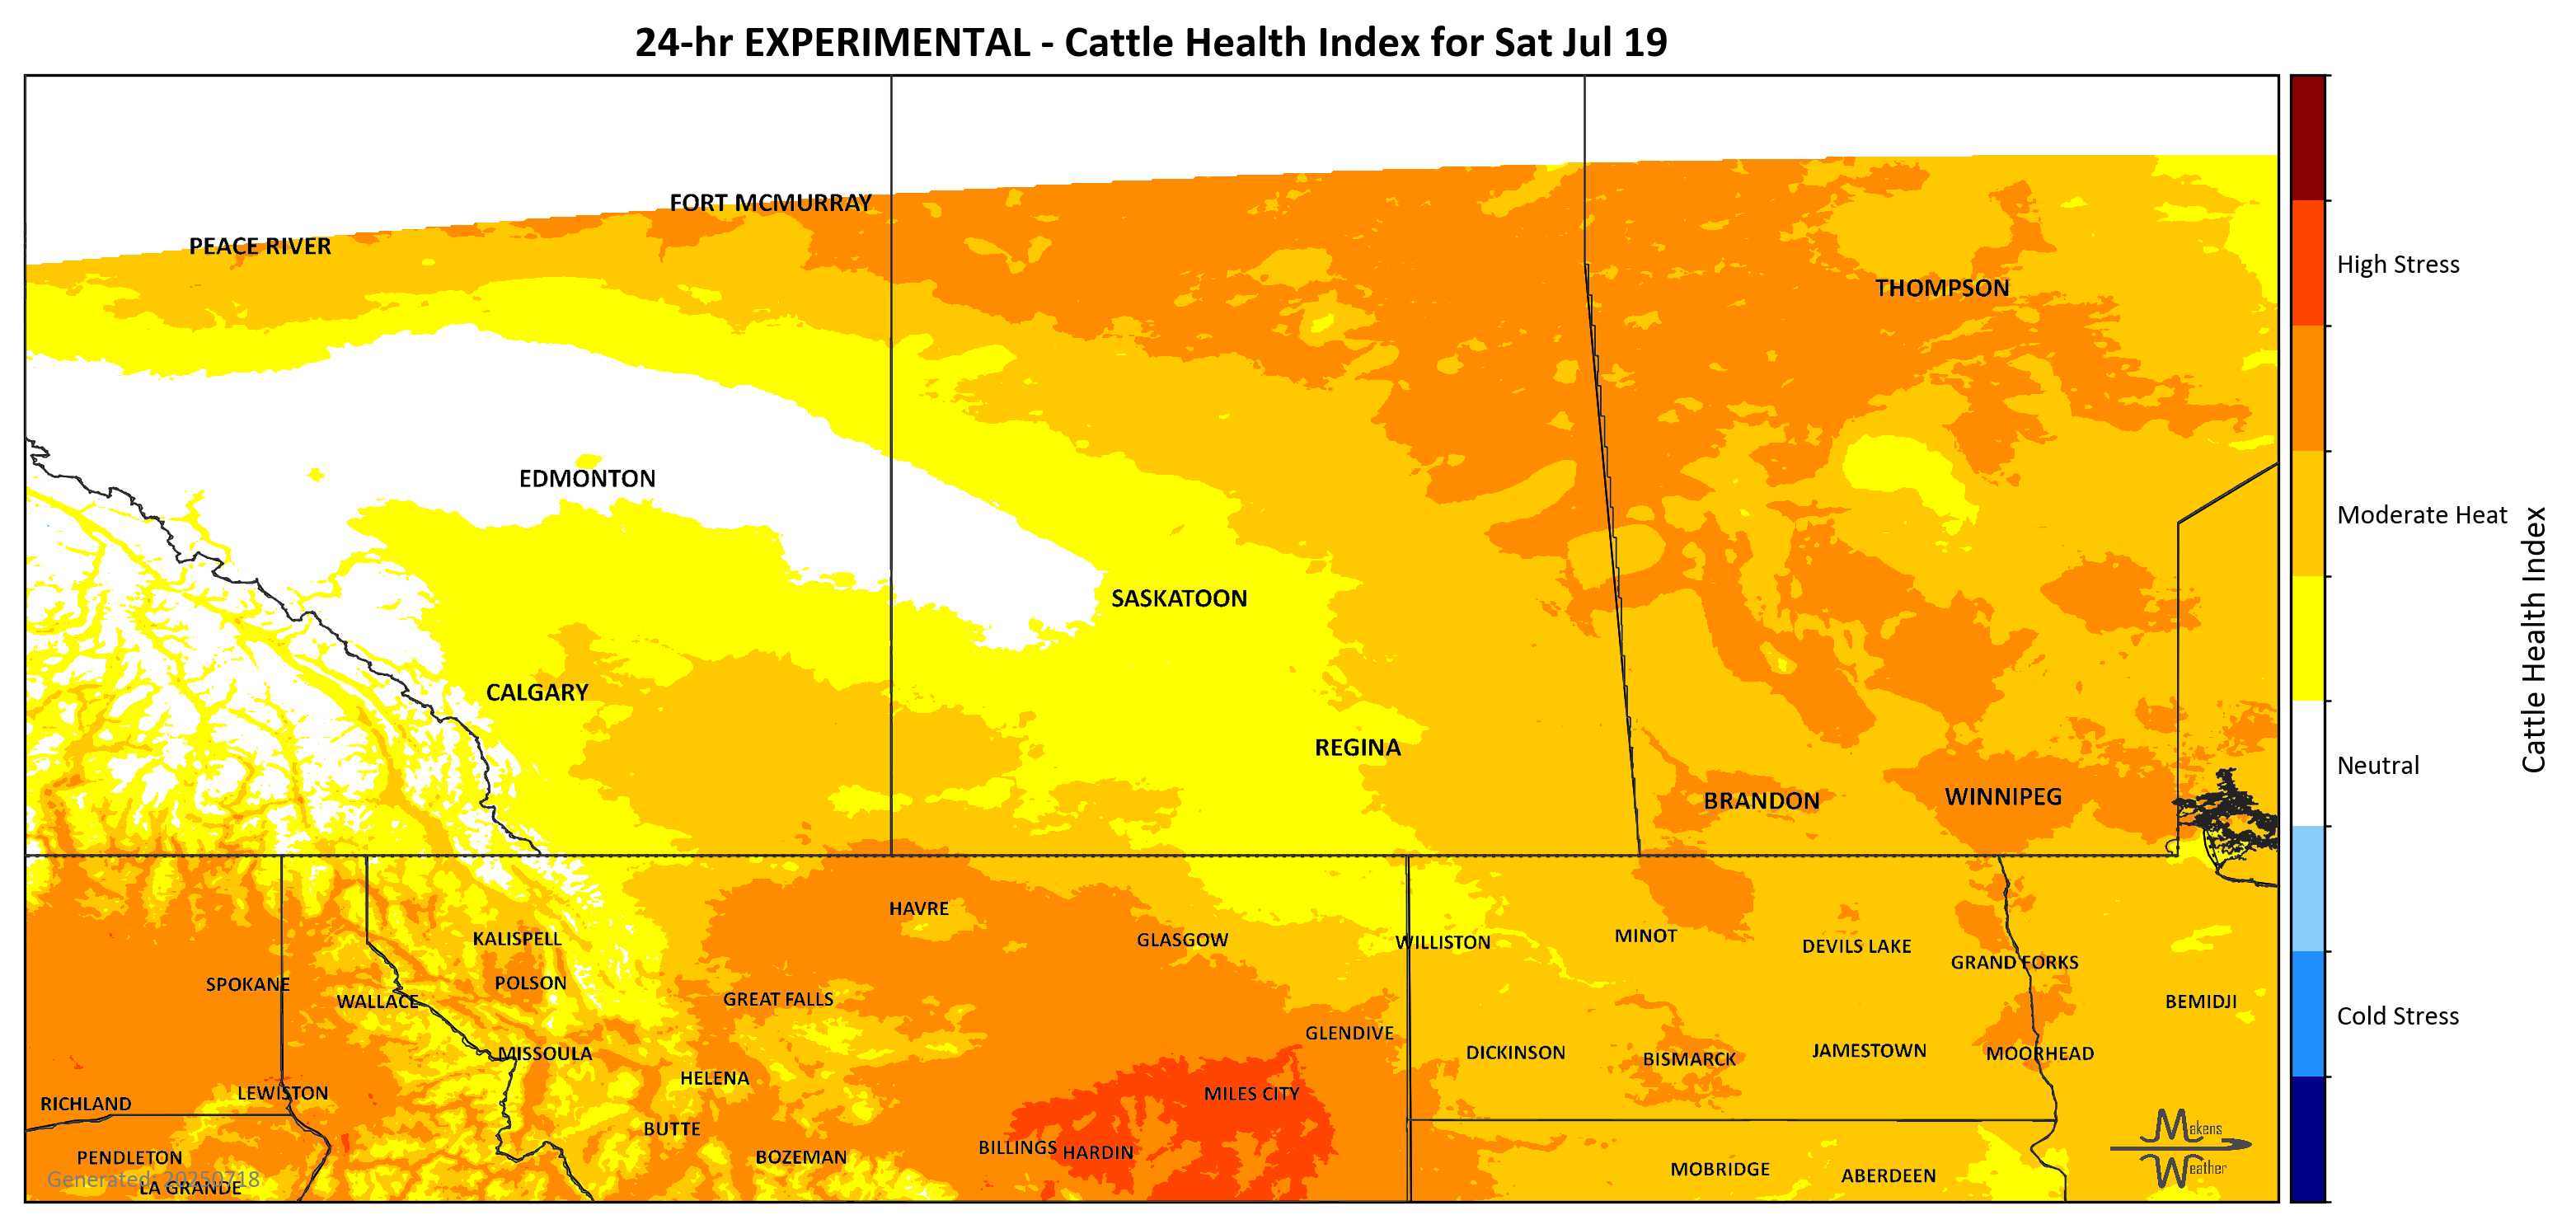 24-hr EXPERIMENTAL - Cattle Health Index for Sat Jul 19
FORT MCMURRAY
PEACE RIVER
High Stress
THOMPSON
EDMONTON
Moderate Heat
SASKATOON
Cattle Health Index
CALGARY
REGINA
Neutral
BRANDON
WINNIPEG
HAVRE
KALISPELL
GLASGOW
WILLISTON
MINOT
DEVILS LAKE
GRAND FORKS
SPOKANE
POLSON
WALLACE
GREAT FALLS
BEMIDJI
Cold Stress
GLENDIVE
MISSOULA
DICKINSON
BISMARCK
JAMESTOWN
MOORHEAD
HELENA
LEWISTON
MILES CITY
RICHLAND
BUTTE
Makens
Weather
PENDLETON
BOZEMAN
BILLINGS
HARDIN
MOBRIDGE
ABERDEEN
Generated: 20250718
LA GRANDE